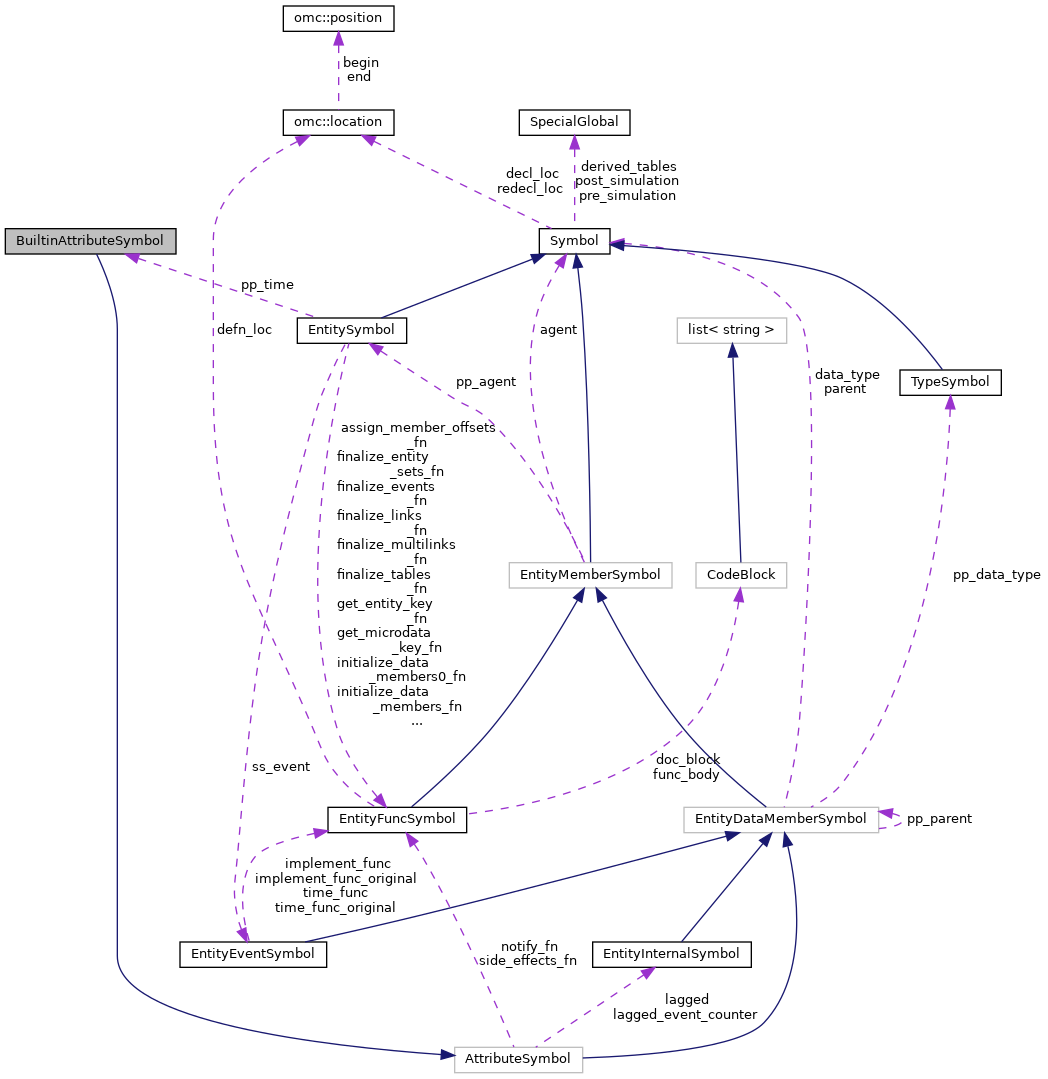 omc::position
begin
end
omc::location
SpecialGlobal
decl_loc
redecl_loc
derived_tables
post_simulation
pre_simulation
BuiltinAttributeSymbol
Symbol
pp_time
defn_loc
EntitySymbol
agent
list< string >
data_type
parent
TypeSymbol
pp_agent
assign_member_offsets
_fn
finalize_entity
_sets_fn
finalize_events
_fn
finalize_links
_fn
finalize_multilinks
_fn
finalize_tables
_fn
get_entity_key
_fn
get_microdata
_key_fn
initialize_data
_members0_fn
initialize_data
_members_fn
...
EntityMemberSymbol
CodeBlock
pp_data_type
ss_event
doc_block
func_body
EntityFuncSymbol
EntityDataMemberSymbol
pp_parent
implement_func
implement_func_original
time_func
time_func_original
EntityEventSymbol
notify_fn
side_effects_fn
EntityInternalSymbol
lagged
lagged_event_counter
AttributeSymbol